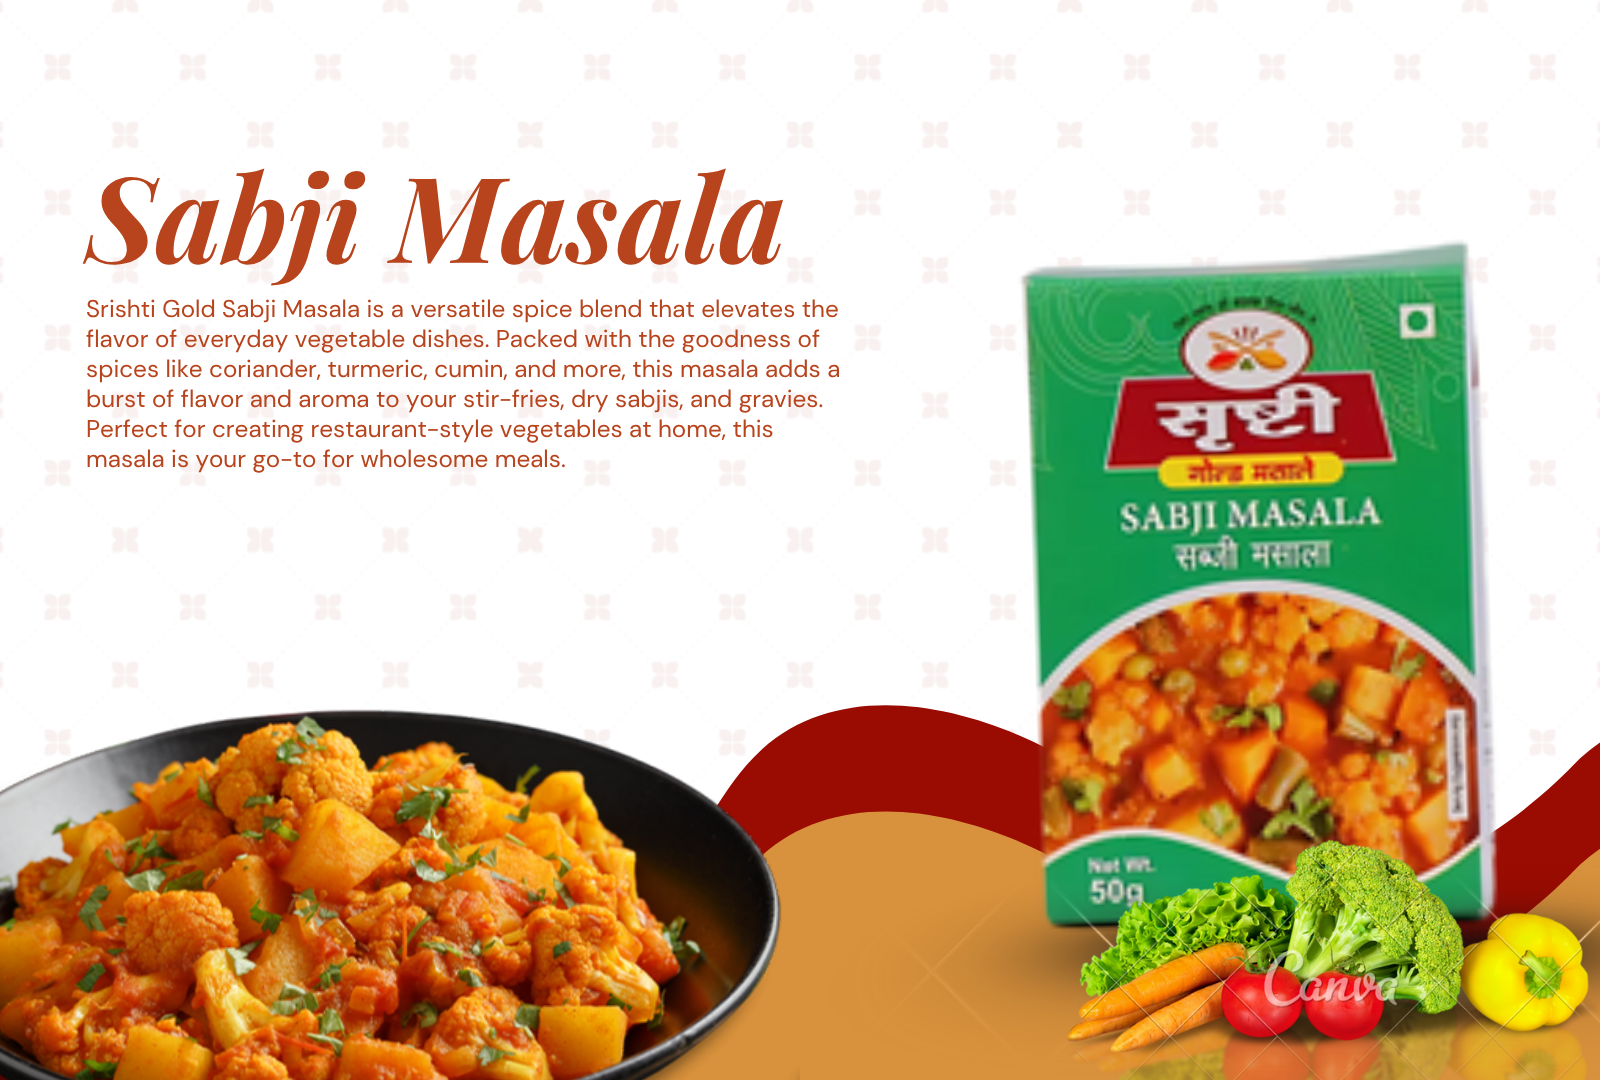 Sabji Masala
Srishti Gold Sabji Masala is a versatile spice blend that elevates the
flavor of everyday vegetable dishes. Packed with the goodness of
spices like coriander, turmeric, cumin, and more, this masala adds a
burst of flavor and aroma to your stir-fries, dry sabjis, and gravies.
Perfect for creating restaurant-style vegetables at home, this
masala is your go-to for wholesome meals.
सृष्टी
गोल्ड मसाले
SABJI MASALA
सब्जी मसाला
Net Wt.
50g
Canva